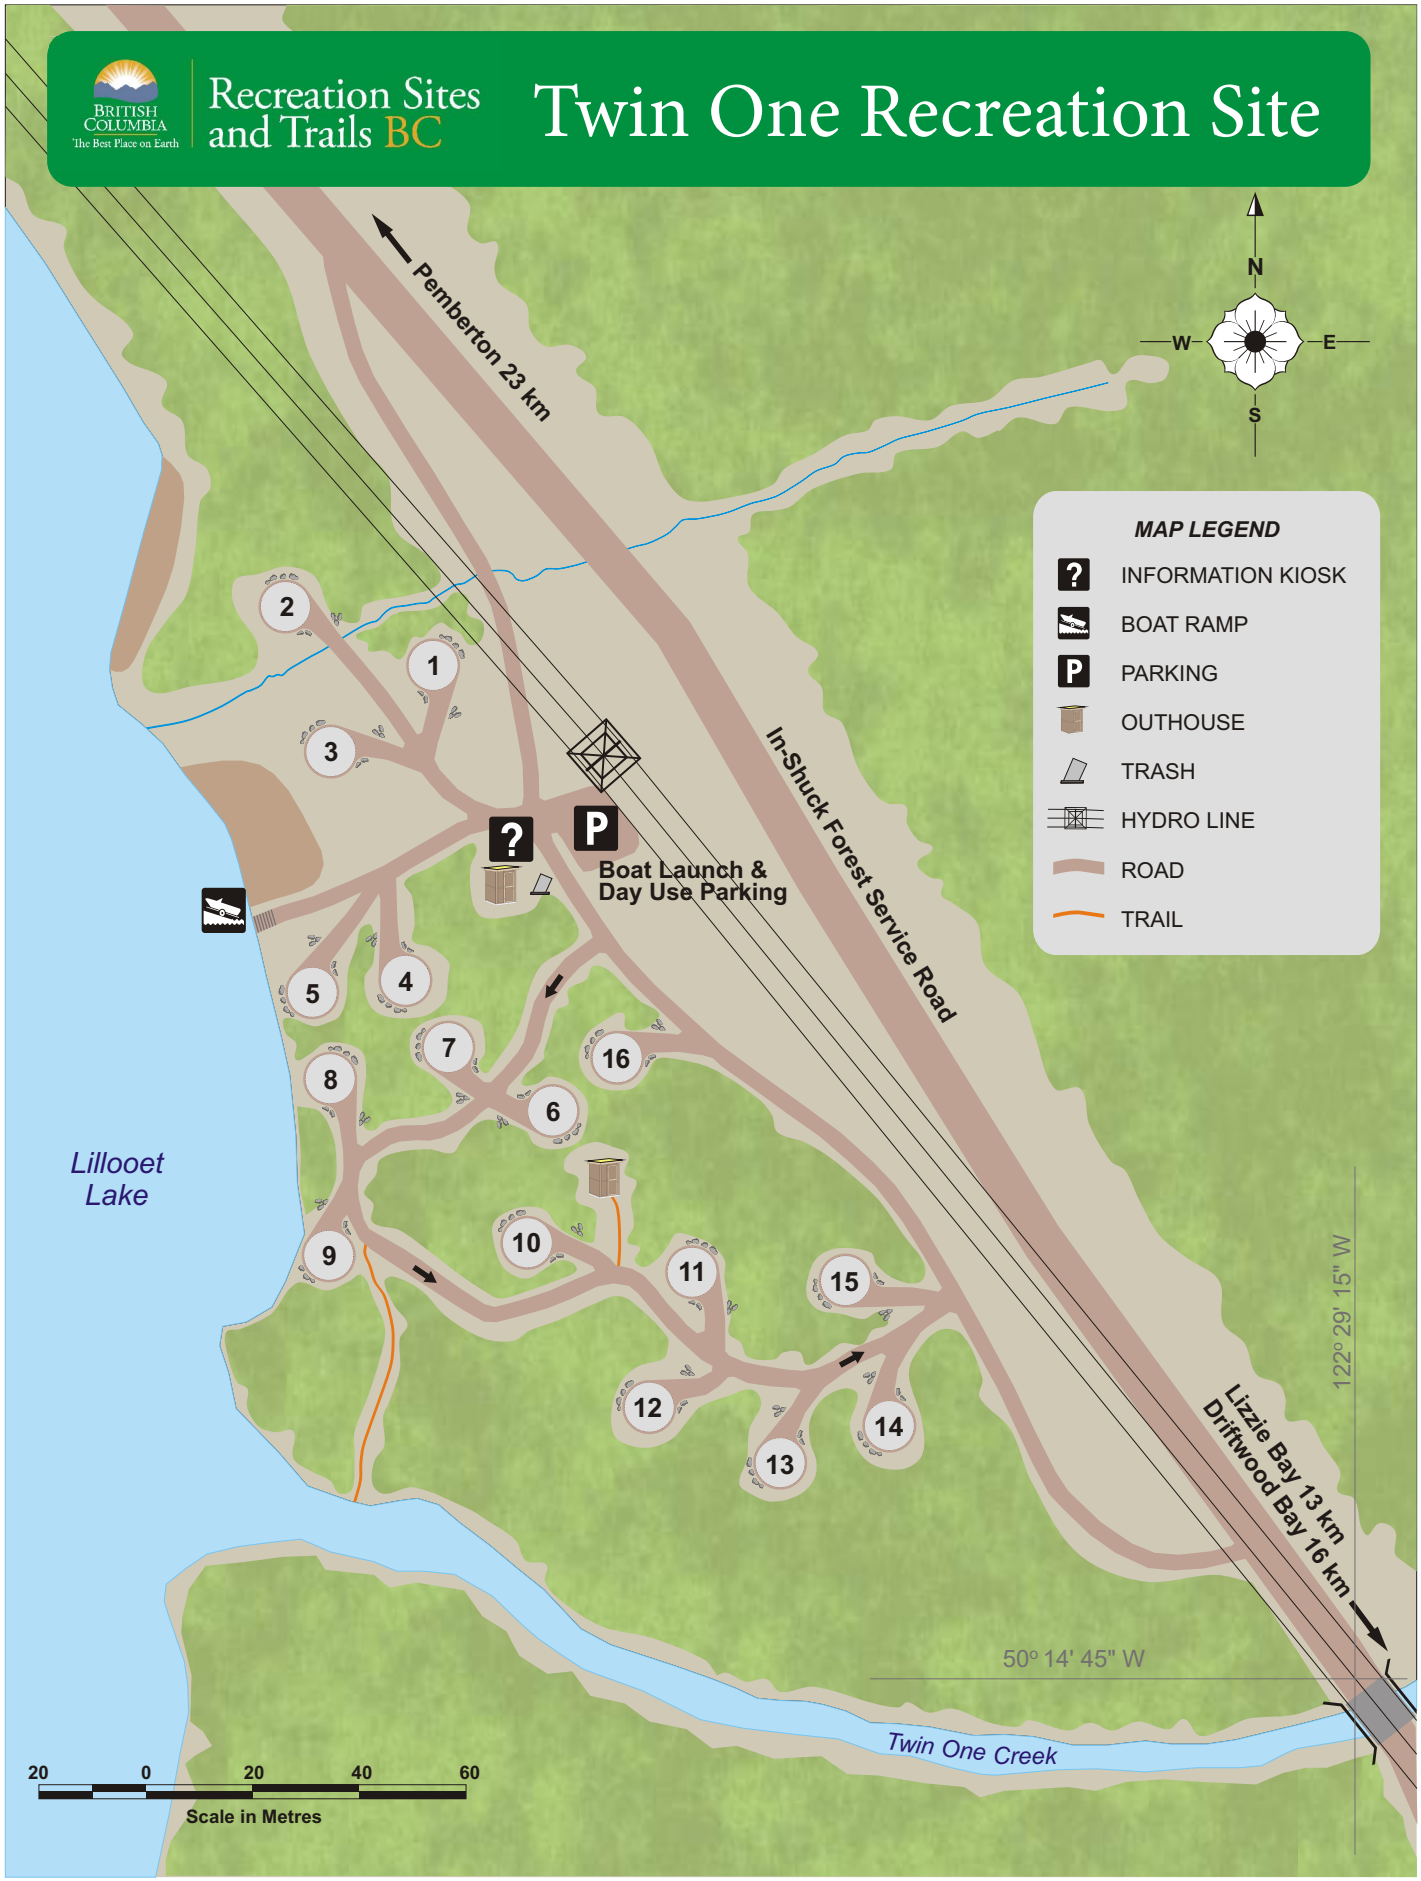 BRITISH
COLUMBIA
The Best Place on Earth
Recreation Sites
and Trails BC
Twin One Recreation Site
Pemberton 23 km
N
W
E
S
MAP LEGEND
?
INFORMATION KIOSK
BOAT RAMP
P
PARKING
OUTHOUSE
TRASH
HYDRO LINE
ROAD
TRAIL
2
1
3
In-Shuck Forest Service Road
?
P
Boat Launch &
Day Use Parking
4
5
7
16
8
6
Lillooet
Lake
10
9
11
15
12
14
13
122º 29' 15" W
Lizzie Bay 13 km
Driftwood Bay 16 km
50º 14' 45" W
Twin One Creek
20 0 20 40 60
Scale in Metres